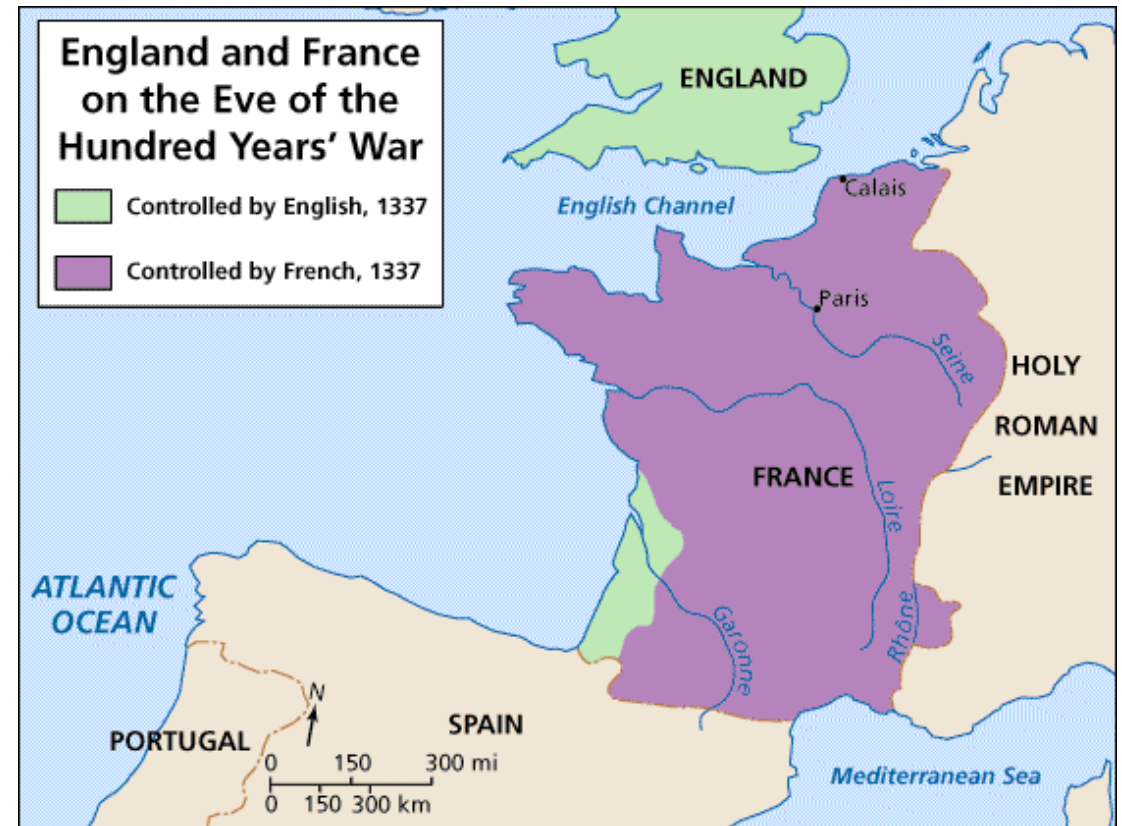 England and France
on the Eve of the
Hundred Years' War
Controlled by English, 1337
Controlled by French, 1337
ENGLAND
English Channel
Calais
Paris
Seine
HOLY
ROMAN
EMPIRE
FRANCE
Loire
ATLANTIC
OCEAN
Garonne
Rhône
N
PORTUGAL
SPAIN
0 150 300 mi
0 150 300 km
Mediterranean Sea